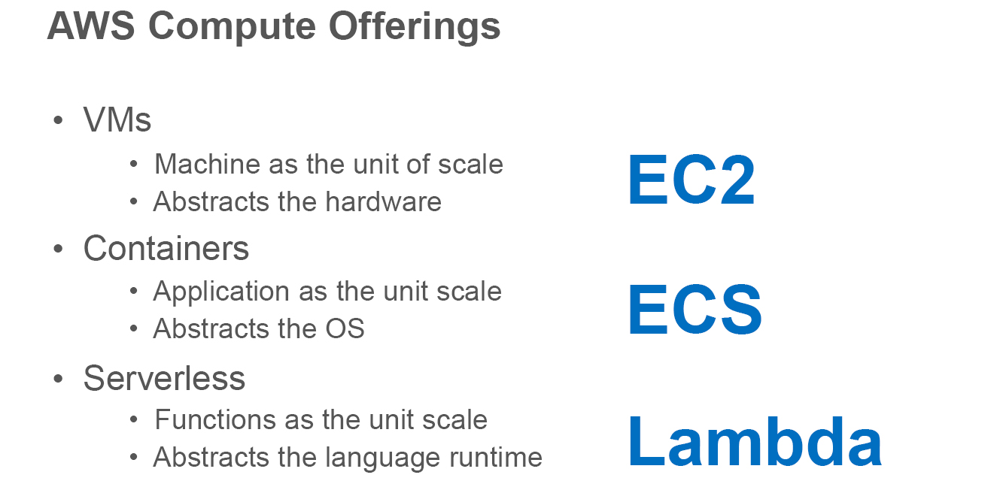 AWS Compute Offerings
• VMs
• Machine as the unit of scale
• Abstracts the hardware
EC2
• Containers
• Application as the unit scale
• Abstracts the OS
ECS
• Serverless
• Functions as the unit scale
• Abstracts the language runtime
Lambda